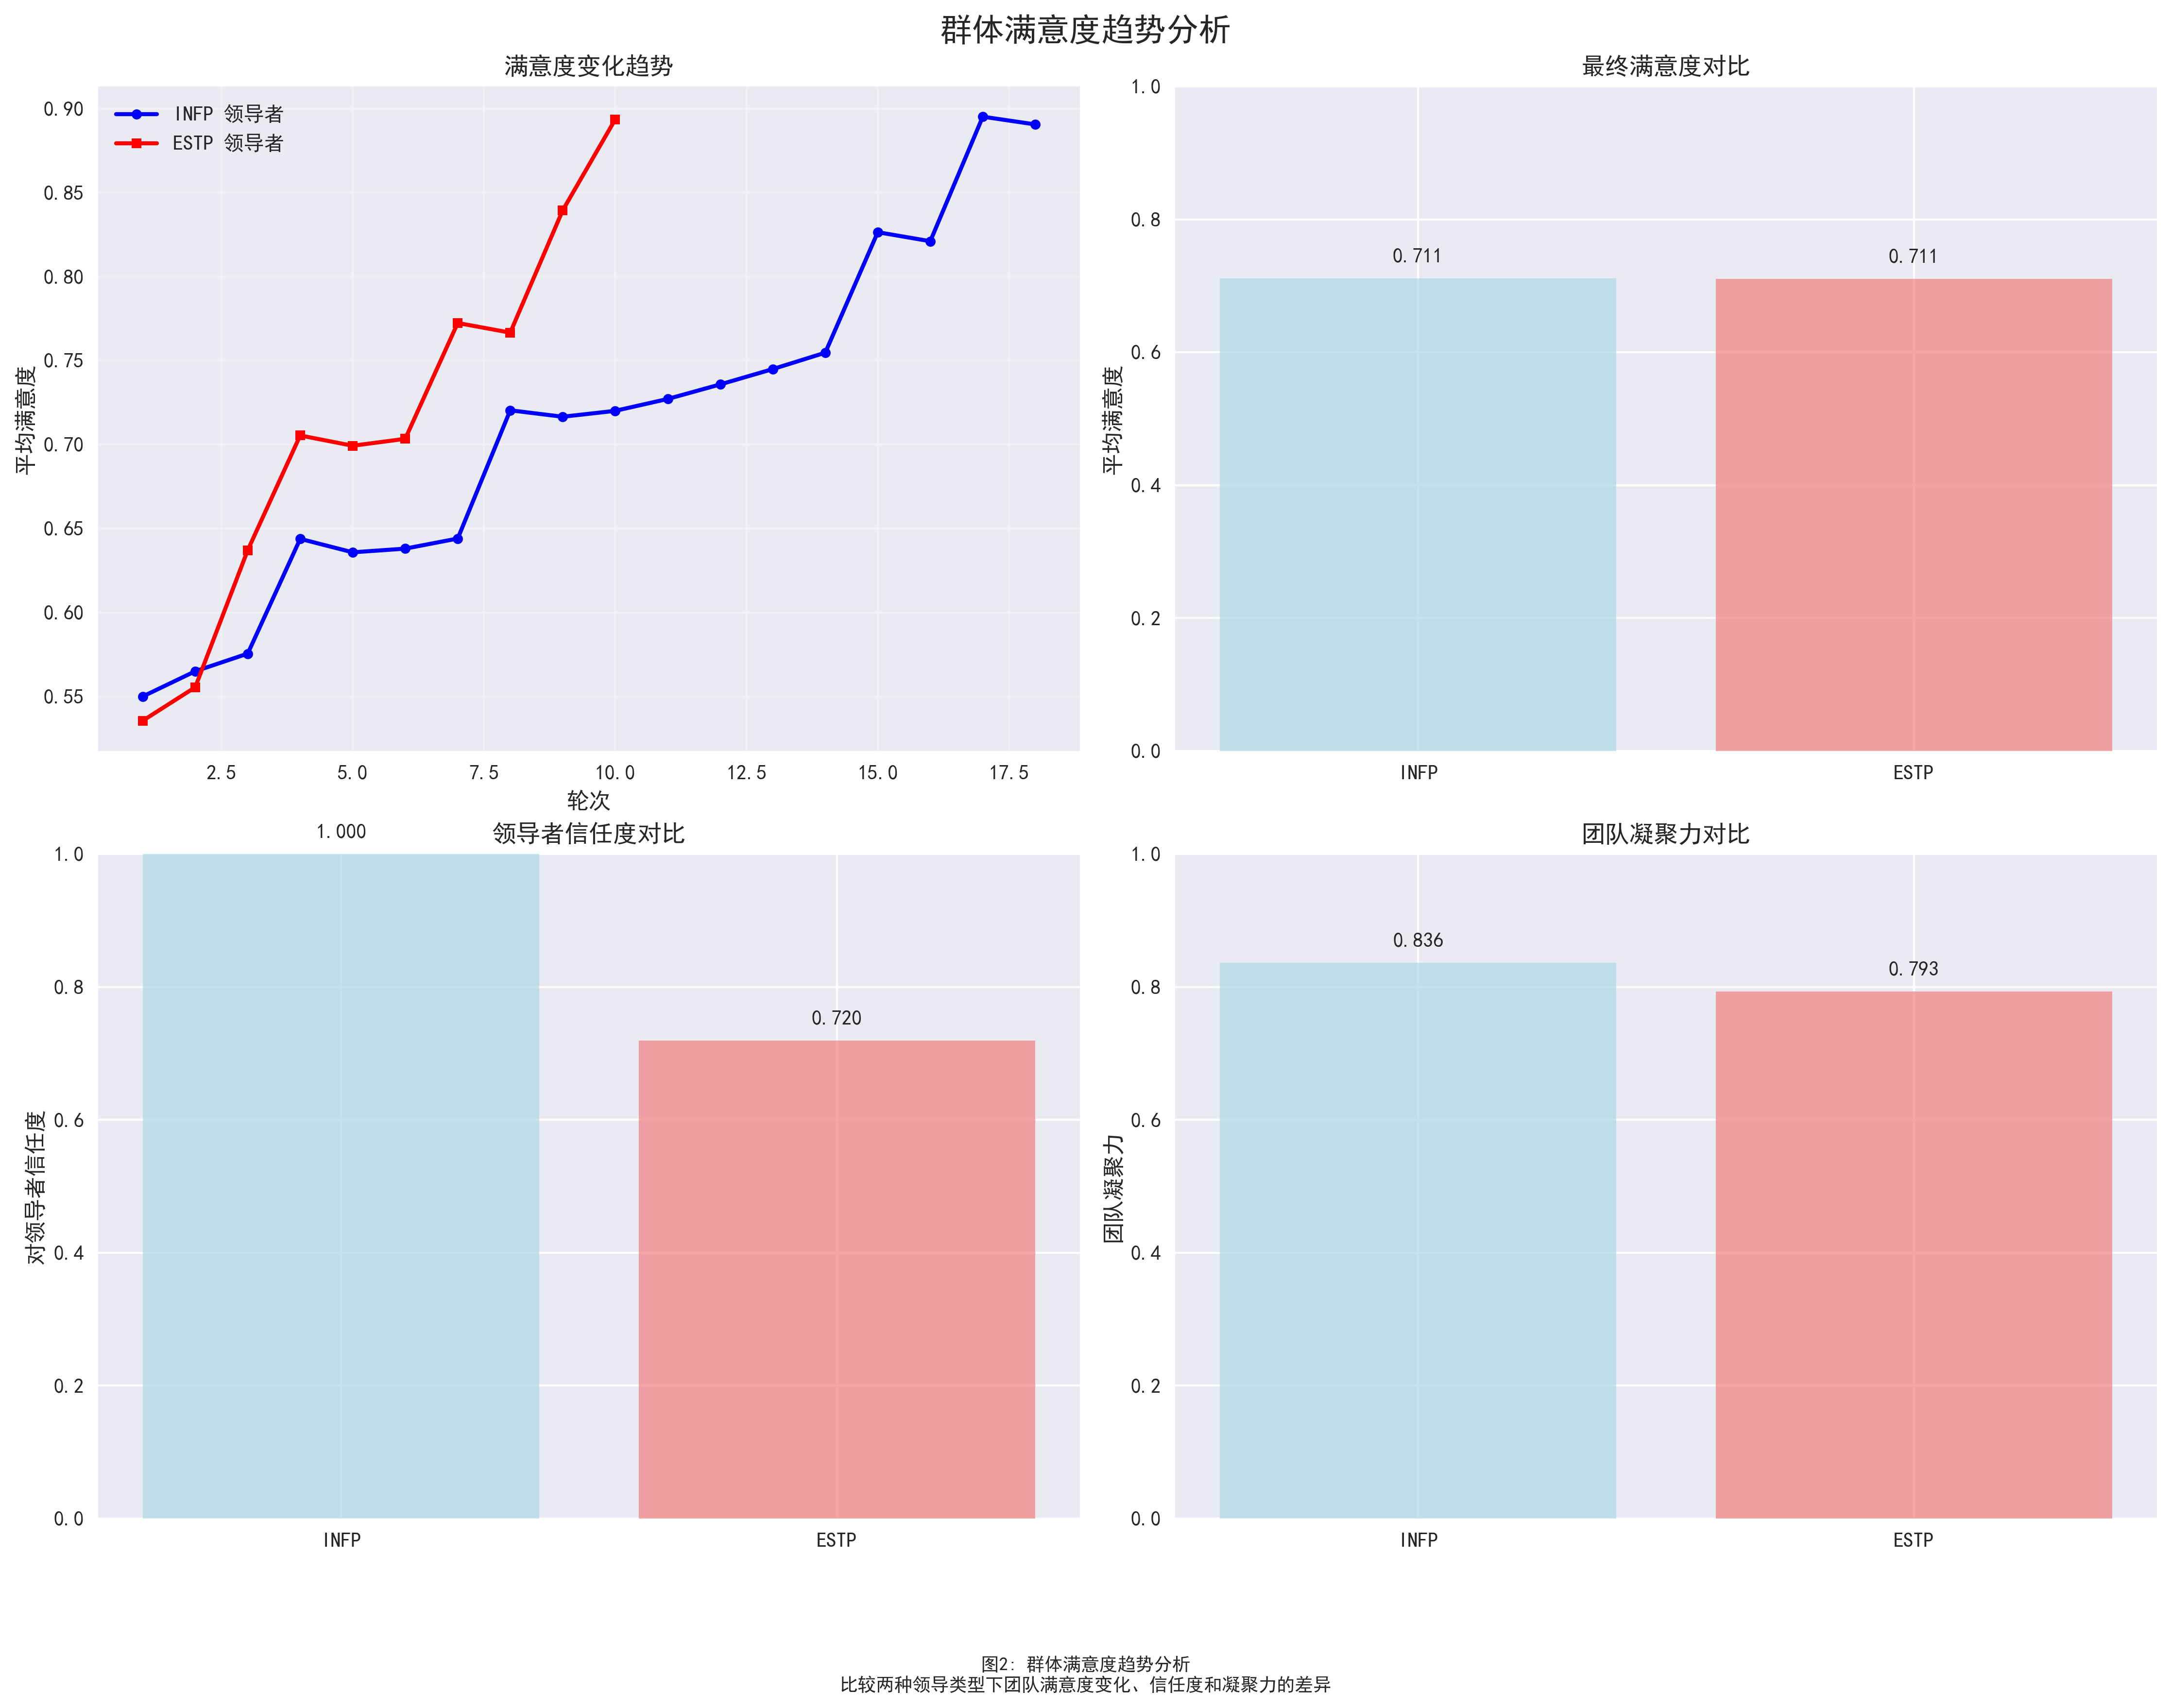 群体满意度趋势分析
满意度变化趋势
INFP 领导者
ESTP 领导者
0.90
0.85
0.80
0.75
0.70
0.65
0.60
0.55
平均满意度
2.5 5.0 7.5 10.0 12.5 15.0 17.5
轮次
最终满意度对比
1.0
0.8
0.6
0.4
0.2
0.0
平均满意度
0.711
0.711
INFP ESTP
领导者信任度对比
1.000
1.0
0.8
0.6
0.4
0.2
0.0
对领导者信任度
0.720
INFP ESTP
团队凝聚力对比
1.0
0.8
0.6
0.4
0.2
0.0
团队凝聚力
0.836
0.793
INFP ESTP
图2: 群体满意度趋势分析
比较两种领导类型下团队满意度变化、信任度和凝聚力的差异